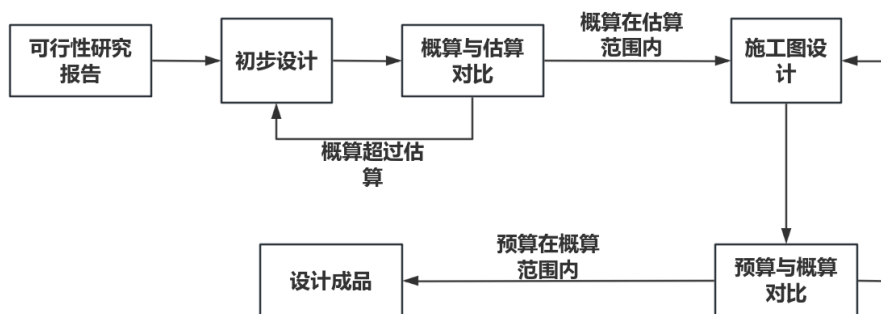 可行性研究
报告
初步设计
概算与估算
对比
概算在估算
范围内
施工图设
计
概算超过估
算
设计成品
预算在概算
范围内
预算与概算
对比